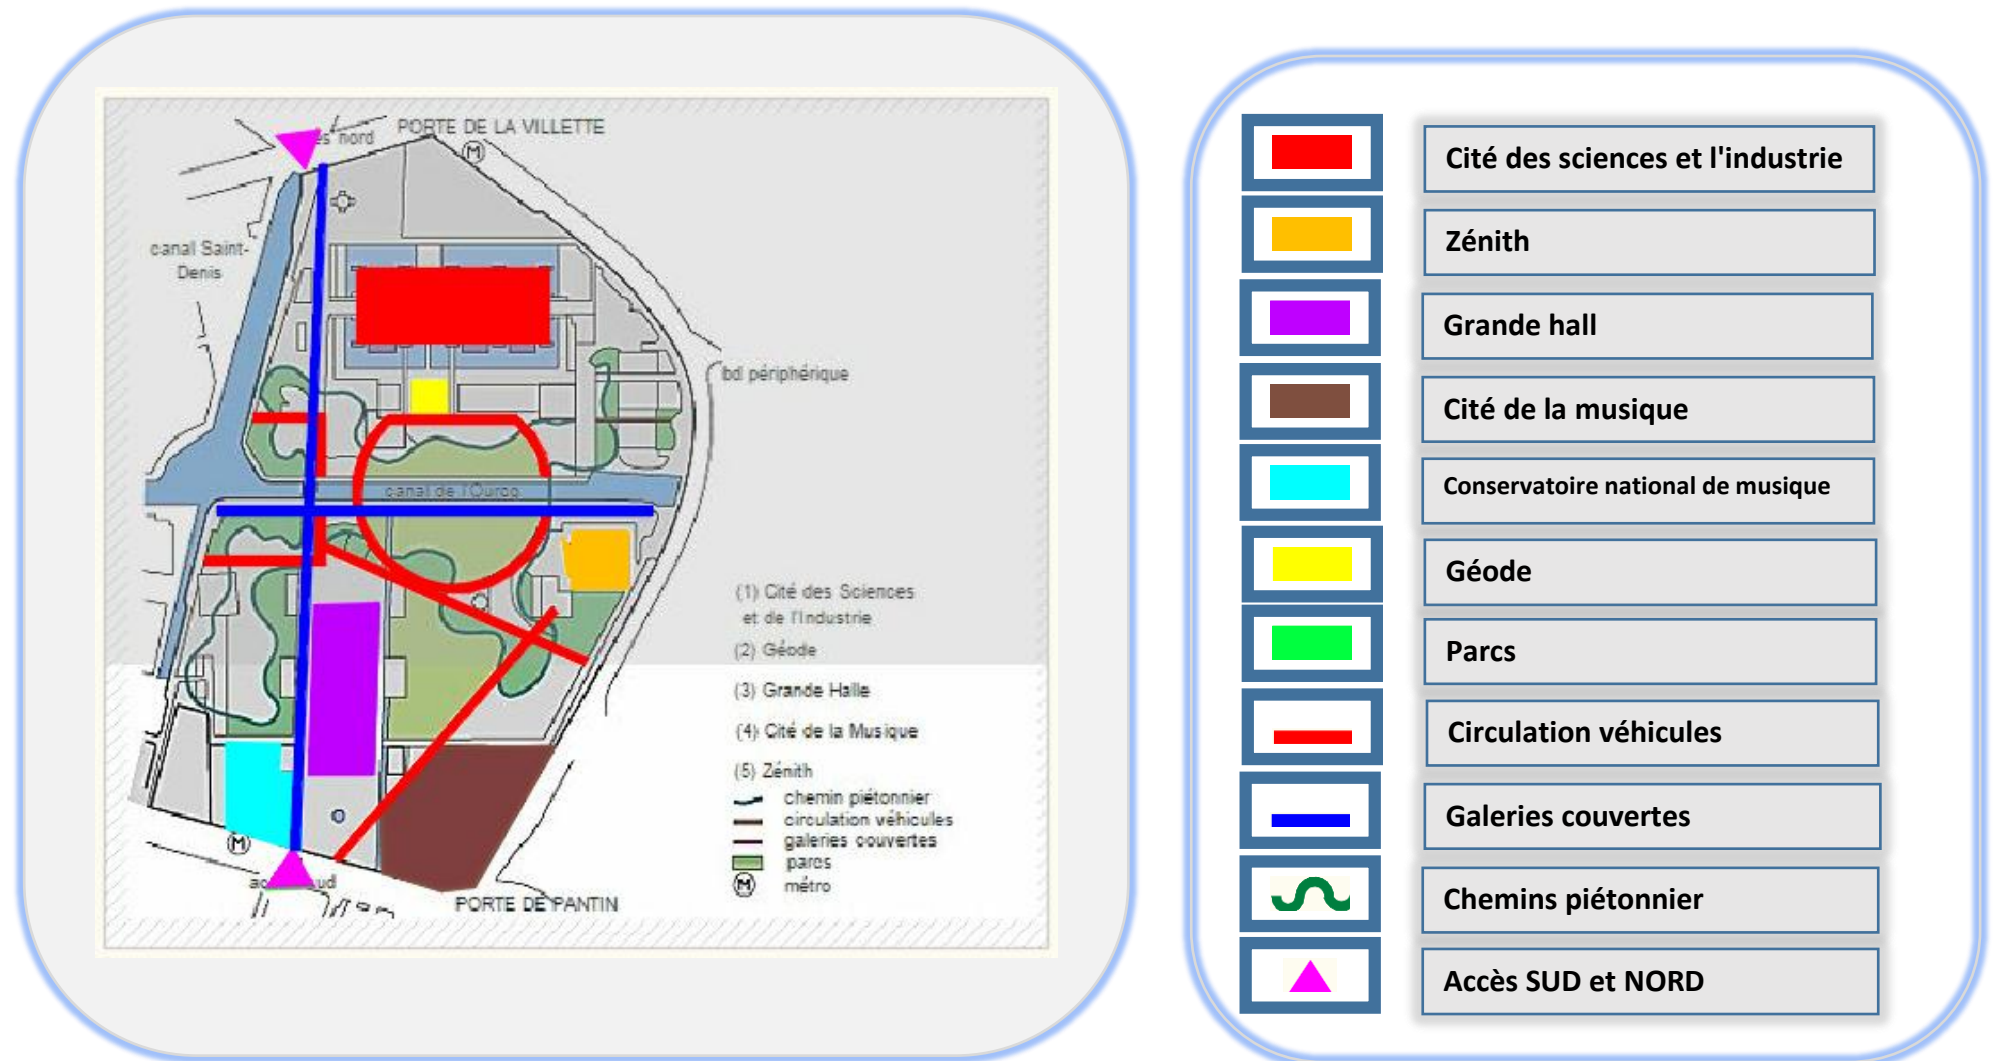 nord
PORTE DE LA VILLETTE
M
canal Saint-
Denis
bd périphérique
canal de l'Ourcq
(1) Cité des Sciences
et de l'Industrie
(2) Géode
(3) Grande Halle
(4) Cité de la Musique
(5) Zénith
chemin piétonnier
circulation véhicules
galeries couvertes
parcs
M métro
M
PORTE DE PANTIN
Cité des sciences et l'industrie
Zénith
Grande hall
Cité de la musique
Conservatoire national de musique
Géode
Parcs
Circulation véhicules
Galeries couvertes
Chemins piétonnier
Accès SUD et NORD